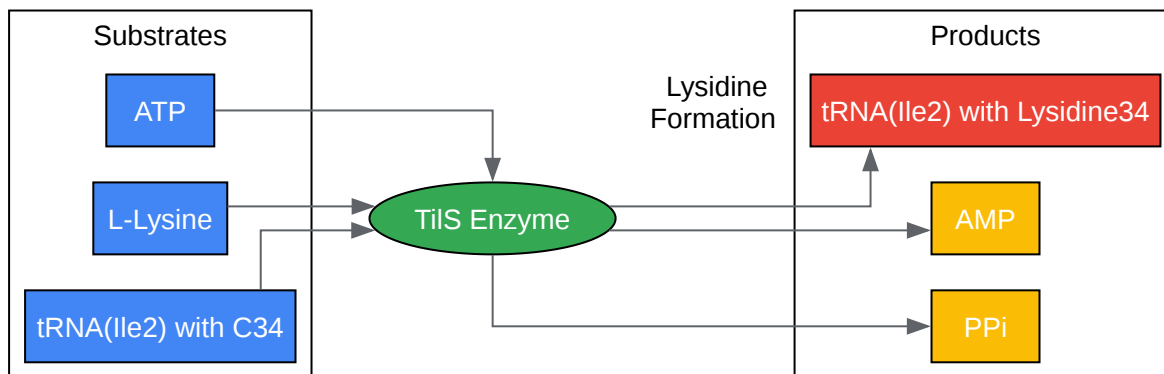 Substrates
ATP
L-Lysine
tRNA(Ile2) with C34
TilS Enzyme
Lysidine
Formation
Products
tRNA(Ile2) with Lysidine34
AMP
PPi